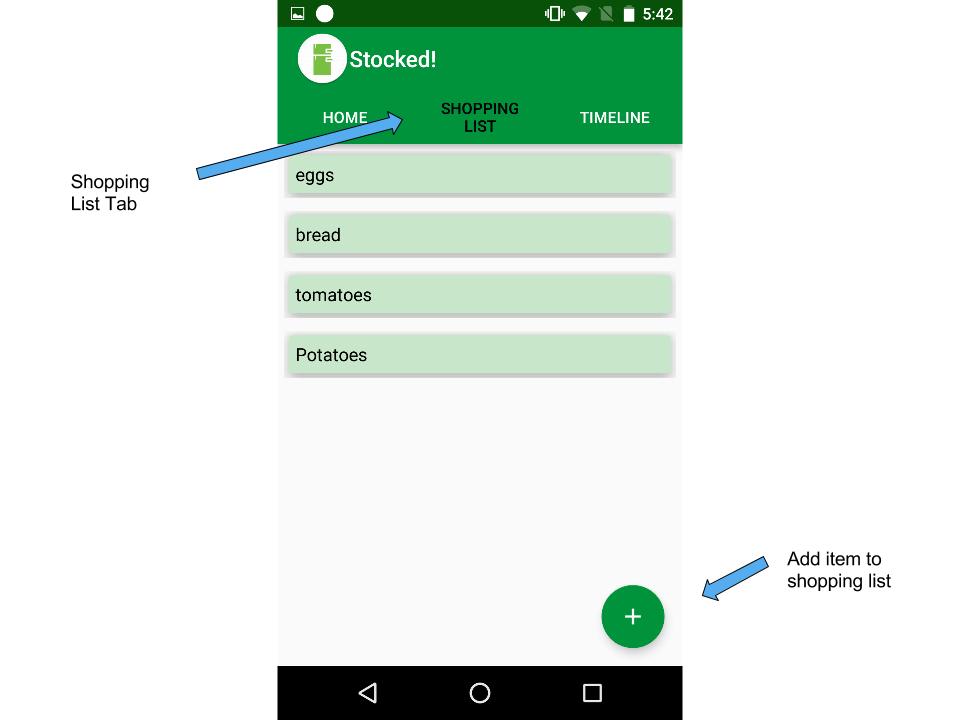 5:42
Stocked!
HOME
SHOPPING
LIST
TIMELINE
Shopping
List Tab
eggs
bread
tomatoes
Potatoes
Add item to
shopping list
+